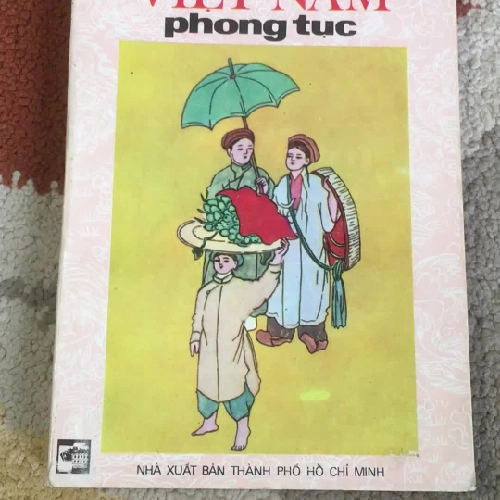 VIỆT NAM
phong tục
NHÀ XUẤT BẢN THÀNH PHỐ HỒ CHÍ MINH